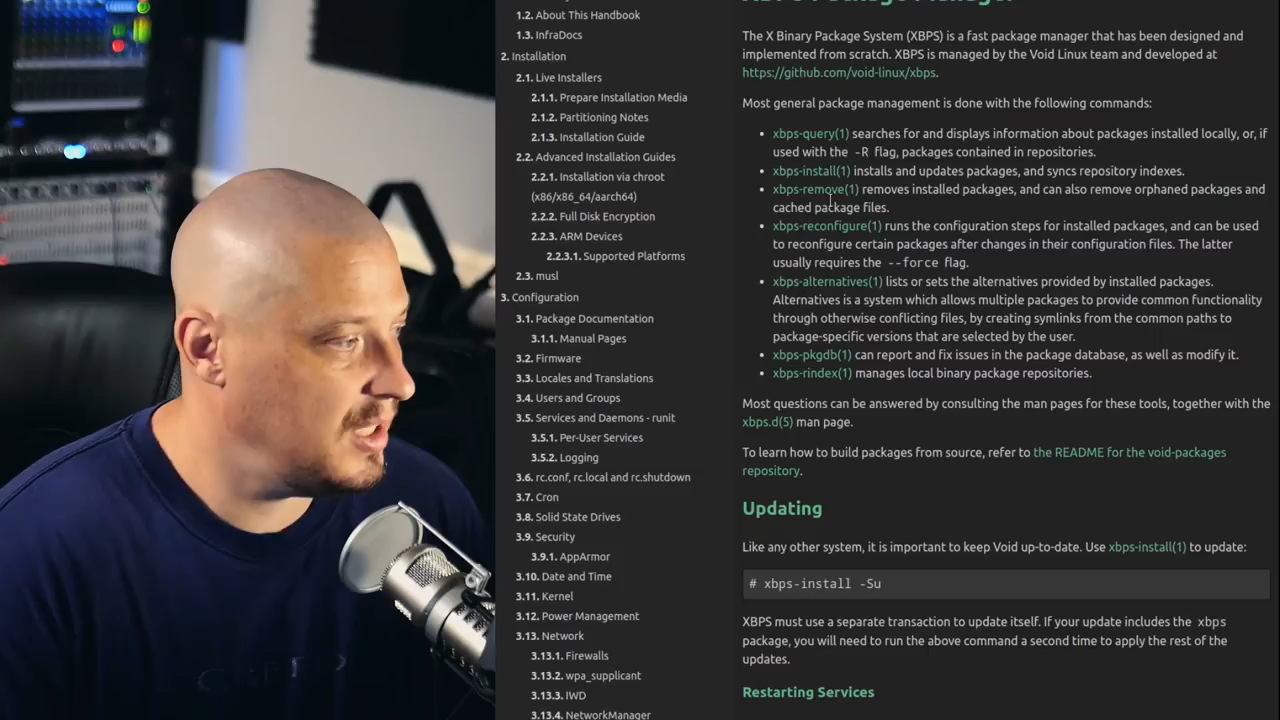 1.2. About This Handbook
1.3. InfraDocs
2. Installation
2.1. Live Installers
2.1.1. Prepare Installation Media
2.1.2. Partitioning Notes
2.1.3. Installation Guide
2.2. Advanced Installation Guides
2.2.1. Installation via chroot
(x86/x86_64/aarch64)
2.2.2. Full Disk Encryption
2.2.3. ARM Devices
2.2.3.1. Supported Platforms
2.3. musl
3. Configuration
3.1. Package Documentation
3.1.1. Manual Pages
3.2. Firmware
3.3. Locales and Translations
3.4. Users and Groups
3.5. Services and Daemons - runit
3.5.1. Per-User Services
3.5.2. Logging
3.6. rc.conf, rc.local and rc.shutdown
3.7. Cron
3.8. Solid State Drives
3.9. Security
3.9.1. AppArmor
3.10. Date and Time
3.11. Kernel
3.12. Power Management
3.13. Network
3.13.1. Firewalls
3.13.2. wpa_supplicant
3.13.3. IWD
3.13.4. NetworkManager
XBPS Package Manager
The X Binary Package System (XBPS) is a fast package manager that has been designed and
implemented from scratch. XBPS is managed by the Void Linux team and developed at
https://github.com/void-linux/xbps.
Most general package management is done with the following commands:
• xbps-query(1) searches for and displays information about packages installed locally, or, if
used with the -R flag, packages contained in repositories.
• xbps-install(1) installs and updates packages, and syncs repository indexes.
• xbps-remove(1) removes installed packages, and can also remove orphaned packages and
cached package files.
• xbps-reconfigure(1) runs the configuration steps for installed packages, and can be used
to reconfigure certain packages after changes in their configuration files. The latter
usually requires the --force flag.
• xbps-alternatives(1) lists or sets the alternatives provided by installed packages.
Alternatives is a system which allows multiple packages to provide common functionality
through otherwise conflicting files, by creating symlinks from the common paths to
package-specific versions that are selected by the user.
• xbps-pkgdb(1) can report and fix issues in the package database, as well as modify it.
• xbps-rindex(1) manages local binary package repositories.
Most questions can be answered by consulting the man pages for these tools, together with the
xbps.d(5) man page.
To learn how to build packages from source, refer to the README for the void-packages
repository.
Updating
Like any other system, it is important to keep Void up-to-date. Use xbps-install(1) to update:
# xbps-install -Su
XBPS must use a separate transaction to update itself. If your update includes the xbps
package, you will need to run the above command a second time to apply the rest of the
updates.
Restarting Services